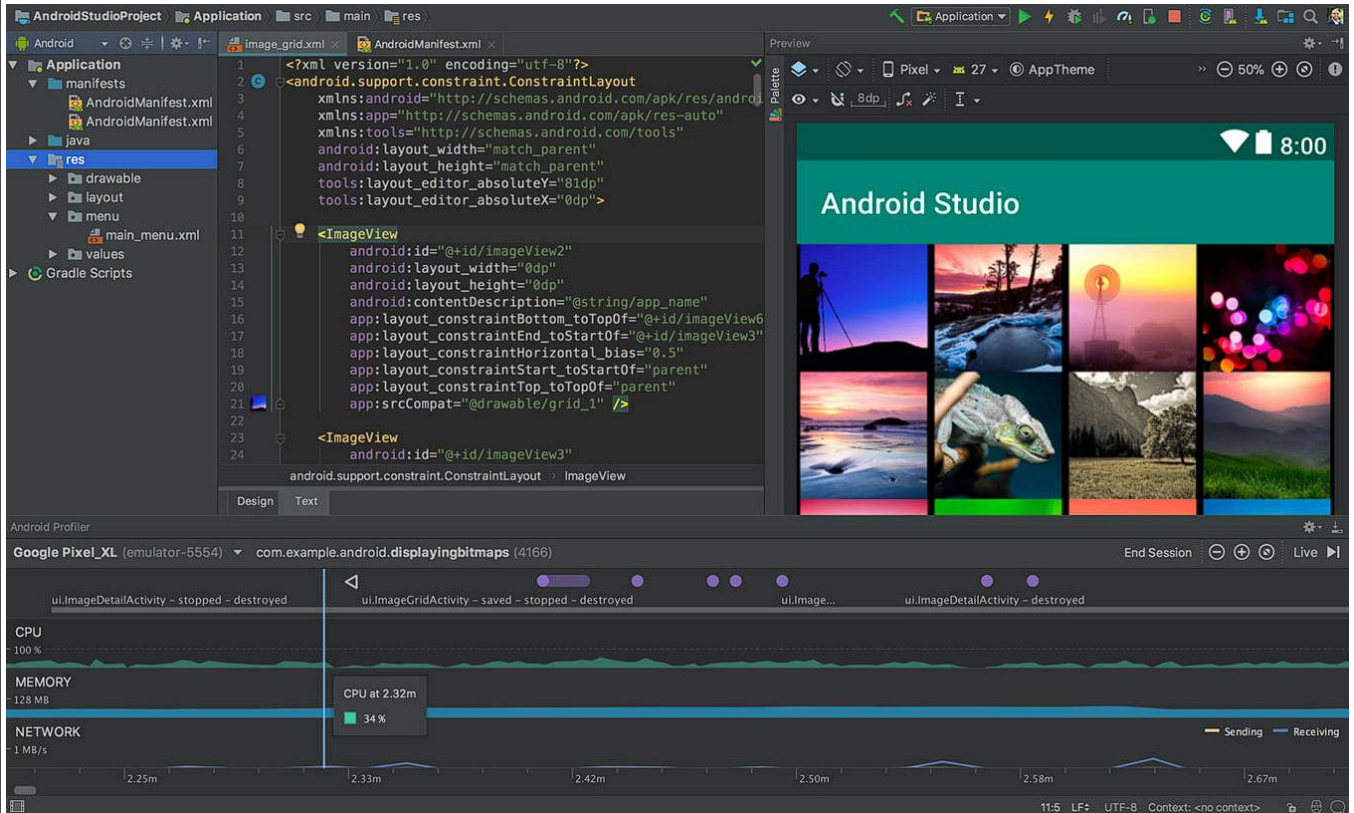 AndroidStudioProject Application src main res Application
Android image_grid.xml AndroidManifest.xml Preview
Application
manifests
AndroidManifest.xml
AndroidManifest.xml
java
res
drawable
layout
menu
main_menu.xml
values
Gradle Scripts
1 <?xml version="1.0" encoding="utf-8"?>
2 <android.support.constraint.ConstraintLayout
3 xmlns:android="http://schemas.android.com/apk/res/androi
4 xmlns:app="http://schemas.android.com/apk/res-auto"
5 xmlns:tools="http://schemas.android.com/tools"
6 android:layout_width="match_parent"
7 android:layout_height="match_parent"
8 tools:layout_editor_absoluteY="81dp"
9 tools:layout_editor_absoluteX="0dp">
10
11 <ImageView
12 android:id="@+id/imageView2"
13 android:layout_width="0dp"
14 android:layout_height="0dp"
15 android:contentDescription="@string/app_name"
16 app:layout_constraintBottom_toTopOf="@+id/imageView6
17 app:layout_constraintEnd_toStartOf="@+id/imageView3"
18 app:layout_constraintHorizontal_bias="0.5"
19 app:layout_constraintStart_toStartOf="parent"
20 app:layout_constraintTop_toTopOf="parent"
21 app:srcCompat="@drawable/grid_1" />
22
23 <ImageView
24 android:id="@+id/imageView3"
android.support.constraint.ConstraintLayout › ImageView
Design Text
Palette
Pixel 27 AppTheme » 50%
8dp
8:00
Android Studio
Android Profiler
Google Pixel_XL (emulator-5554) com.example.android.displayingbitmaps (4166) End Session Live
ui.ImageDetailActivity – stopped – destroyed ui.ImageGridActivity – saved – stopped – destroyed ui.Image... ui.ImageDetailActivity – destroyed
CPU
100 %
MEMORY
128 MB
CPU at 2.32m
34 %
NETWORK Sending Receiving
1 MB/s
2.25m 2.33m 2.42m 2.50m 2.58m 2.67m
11:5 LF÷ UTF-8 Context: <no context>